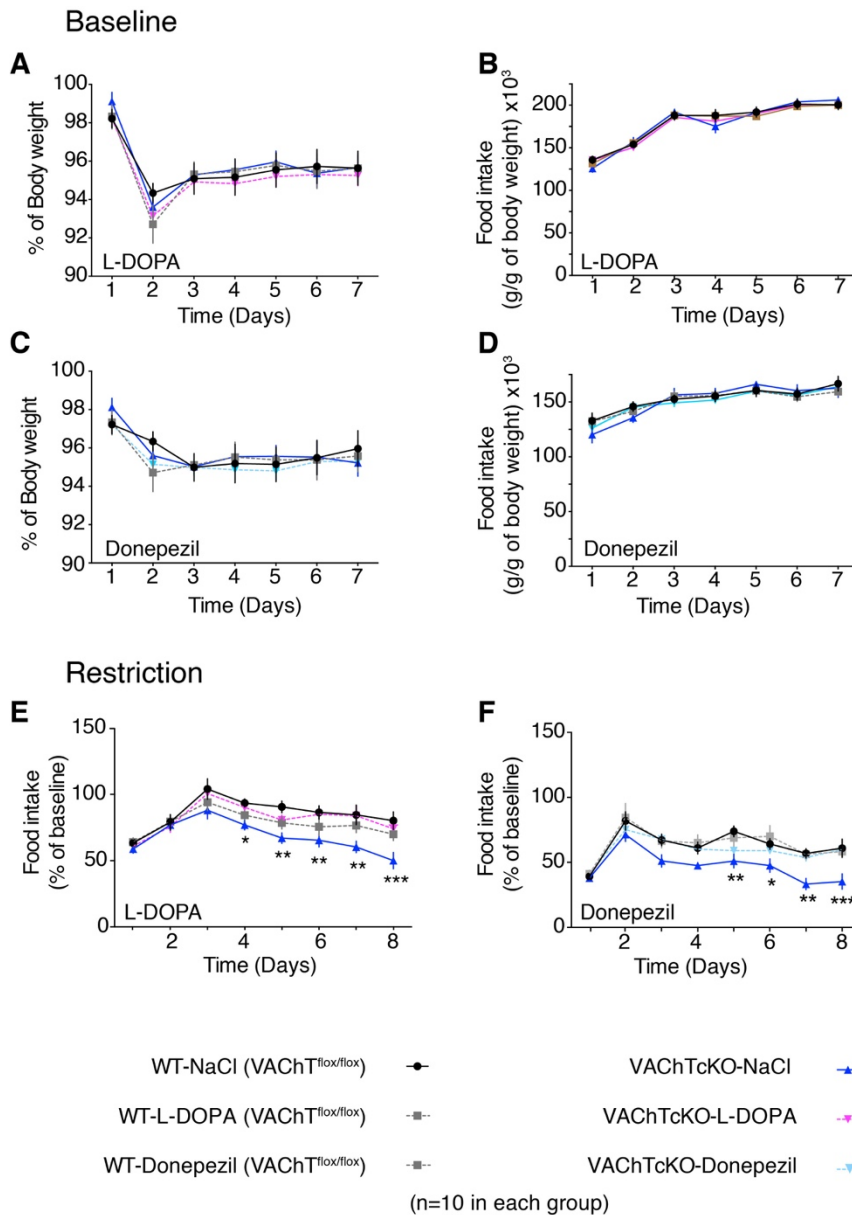 Baseline
A
B
% of Body weight
100
98
96
94
92
90
L-DOPA
1 2 3 4 5 6 7
Time (Days)
Food intake
(g/g of body weight) x10³
200
150
100
50
0
L-DOPA
1 2 3 4 5 6 7
Time (Days)
C
D
% of Body weight
100
98
96
94
92
90
Donepezil
1 2 3 4 5 6 7
Time (Days)
Food intake
(g/g of body weight) x10³
150
100
50
0
Donepezil
1 2 3 4 5 6 7
Time (Days)
Restriction
E
F
Food intake
(% of baseline)
150
100
50
0
* ** ** ** ***
L-DOPA
2 4 6 8
Time (Days)
Food intake
(% of baseline)
150
100
50
0
** * ** ***
Donepezil
2 4 6 8
Time (Days)
WT-NaCl (VAChT^flox/flox)
VAChTcKO-NaCl
WT-L-DOPA (VAChT^flox/flox)
VAChTcKO-L-DOPA
WT-Donepezil (VAChT^flox/flox)
VAChTcKO-Donepezil
(n=10 in each group)